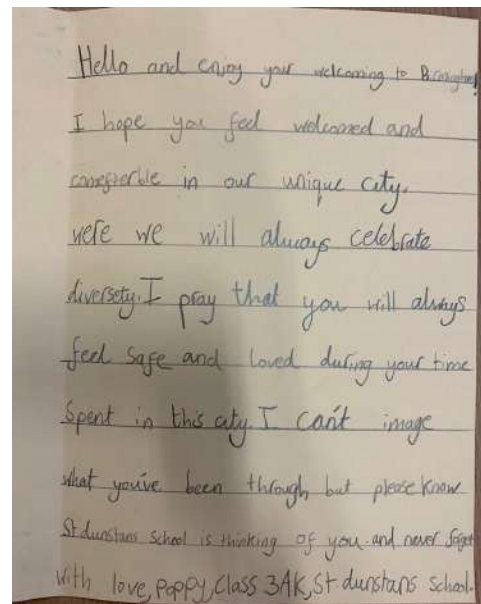 Hello and enjoy your welcoming to Birmingham!
I hope you feel welcomed and
comefterble in our unique city.
were we will always celebrate
diversety. I pray that you will always
feel safe and loved during your time
spent in this city. I can't image
what you've been through, but please know
St dunstans school is thinking of you. and never forget
with love, Poppy, Class 3AK, St dunstans school.